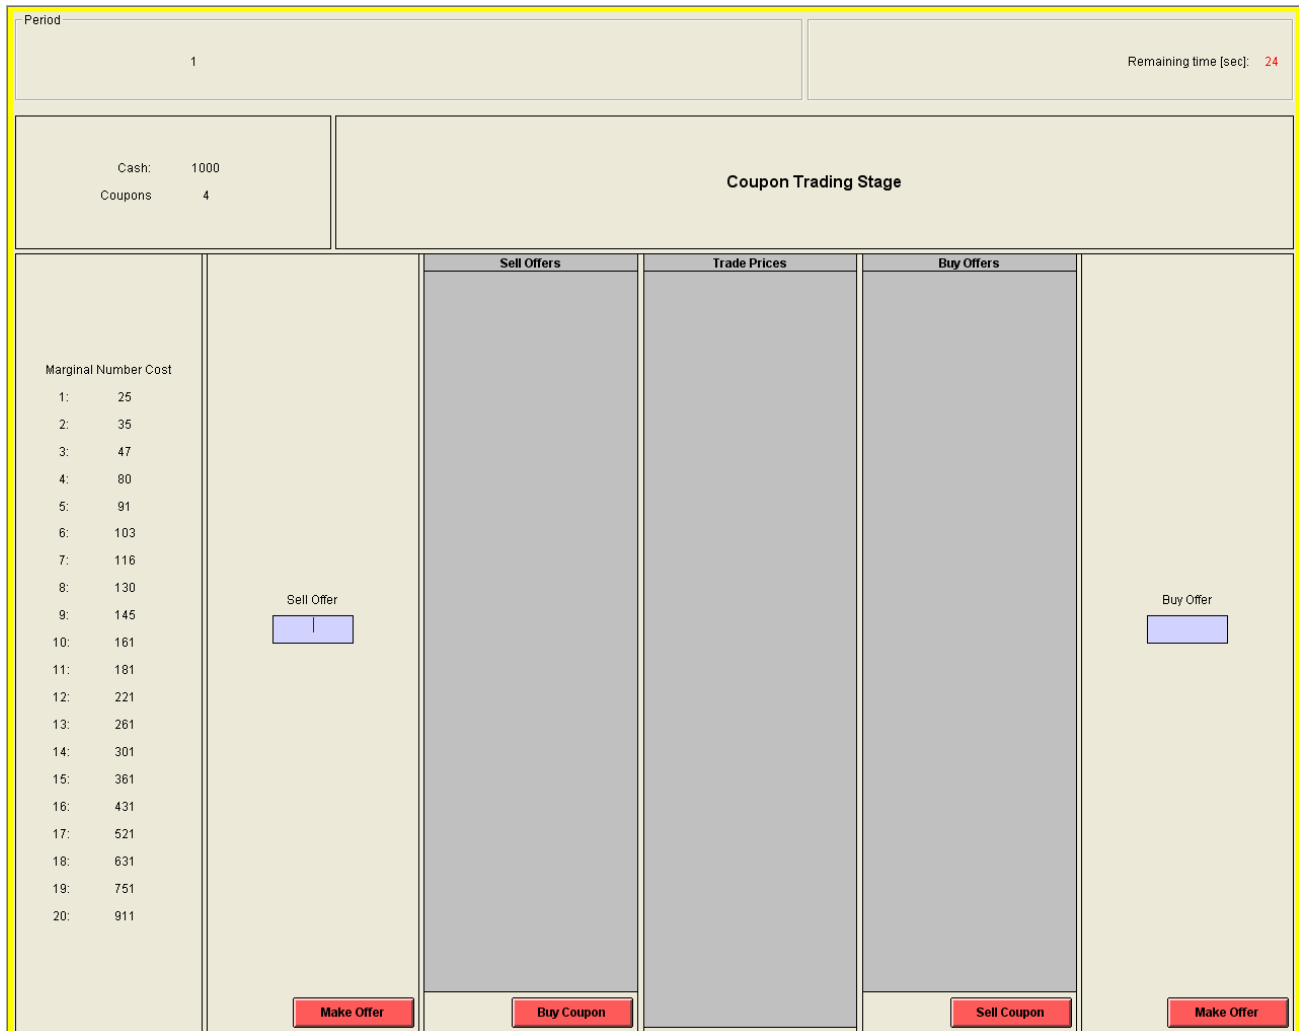 Period
1
Remaining time [sec]: 24
Cash: 1000
Coupons 4
Coupon Trading Stage
Sell Offers
Trade Prices
Buy Offers
Marginal Number Cost
1: 25
2: 35
3: 47
4: 80
5: 91
6: 103
7: 116
8: 130
9: 145
10: 161
11: 181
12: 221
13: 261
14: 301
15: 361
16: 431
17: 521
18: 631
19: 751
20: 911
Sell Offer
Buy Offer
Make Offer
Buy Coupon
Sell Coupon
Make Offer